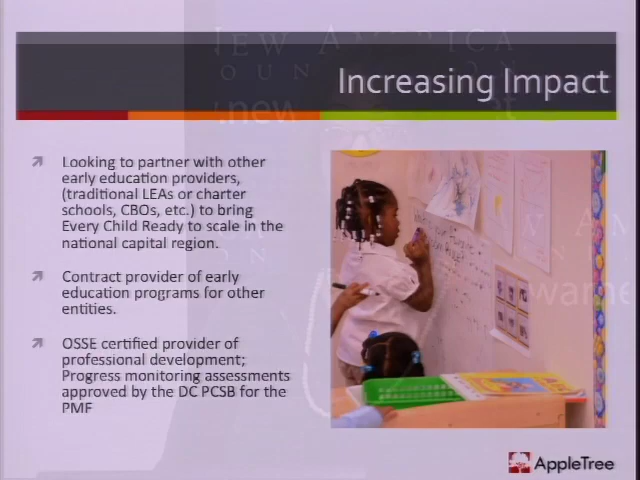 NEW AMERICA
Increasing Impact
Looking to partner with other
early education providers,
(traditional LEAs or charter
schools, CBOs, etc.) to bring
Every Child Ready to scale in the
national capital region.
Contract provider of early
education programs for other
entities.
OSSE certified provider of
professional development;
Progress monitoring assessments
approved by the DC PCSB for the
PMF
AppleTree